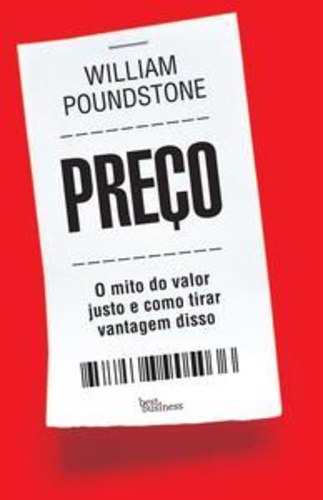 WILLIAM
POUNDSTONE
PREÇO
O mito do valor
justo e como tirar
vantagem disso
best
business